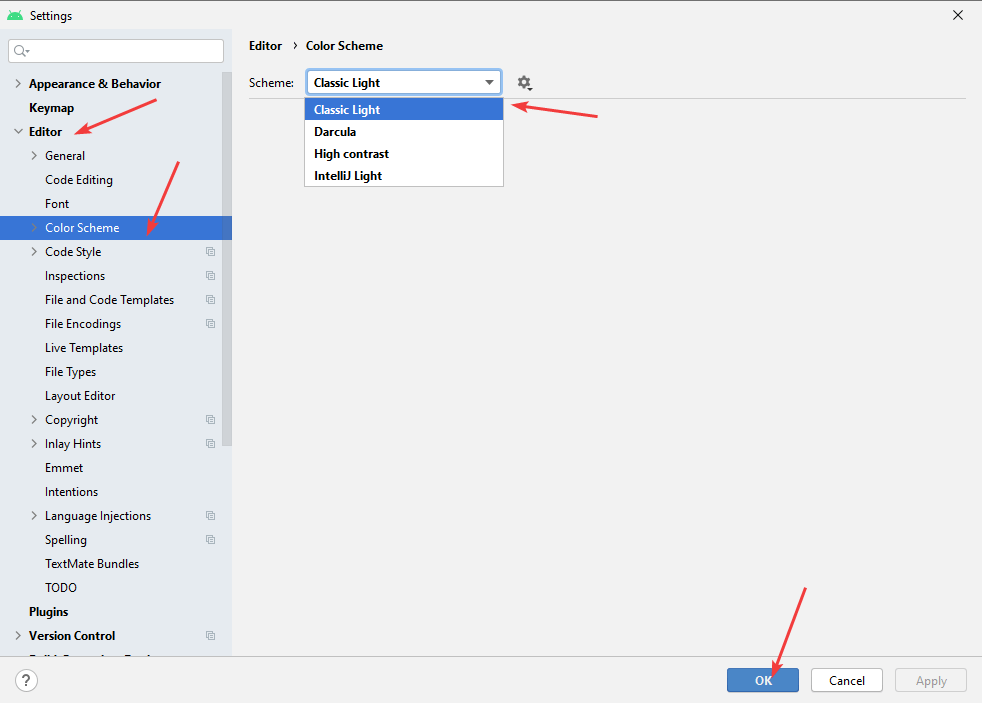 Settings
Editor › Color Scheme
Scheme: Classic Light
Classic Light
Darcula
High contrast
IntelliJ Light
Appearance & Behavior
Keymap
Editor
General
Code Editing
Font
Color Scheme
Code Style
Inspections
File and Code Templates
File Encodings
Live Templates
File Types
Layout Editor
Copyright
Inlay Hints
Emmet
Intentions
Language Injections
Spelling
TextMate Bundles
TODO
Plugins
Version Control
?
OK
Cancel
Apply